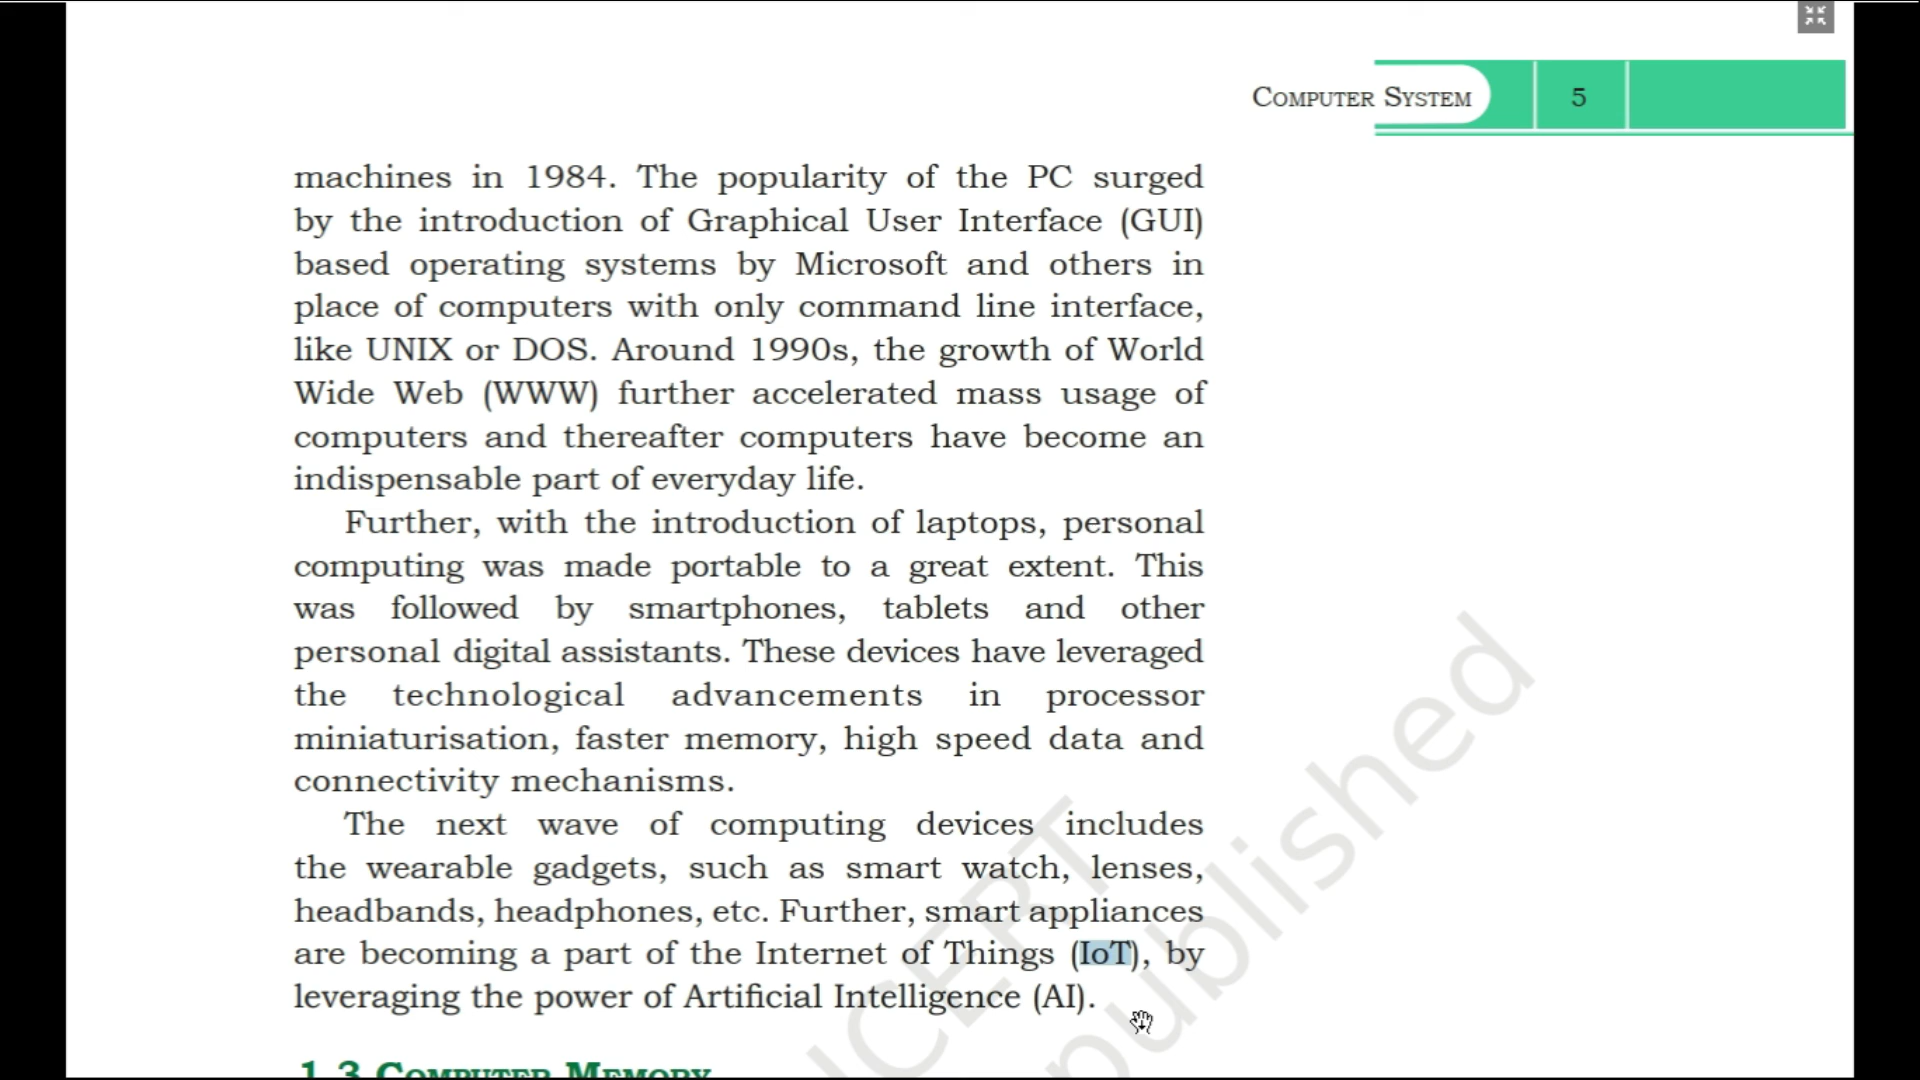 COMPUTER SYSTEM 5
machines in 1984. The popularity of the PC surged
by the introduction of Graphical User Interface (GUI)
based operating systems by Microsoft and others in
place of computers with only command line interface,
like UNIX or DOS. Around 1990s, the growth of World
Wide Web (WWW) further accelerated mass usage of
computers and thereafter computers have become an
indispensable part of everyday life.
Further, with the introduction of laptops, personal
computing was made portable to a great extent. This
was followed by smartphones, tablets and other
personal digital assistants. These devices have leveraged
the technological advancements in processor
miniaturisation, faster memory, high speed data and
connectivity mechanisms.
The next wave of computing devices includes
the wearable gadgets, such as smart watch, lenses,
headbands, headphones, etc. Further, smart appliances
are becoming a part of the Internet of Things (IoT), by
leveraging the power of Artificial Intelligence (AI).
1.3 COMPUTER MEMORY
NCERT
published